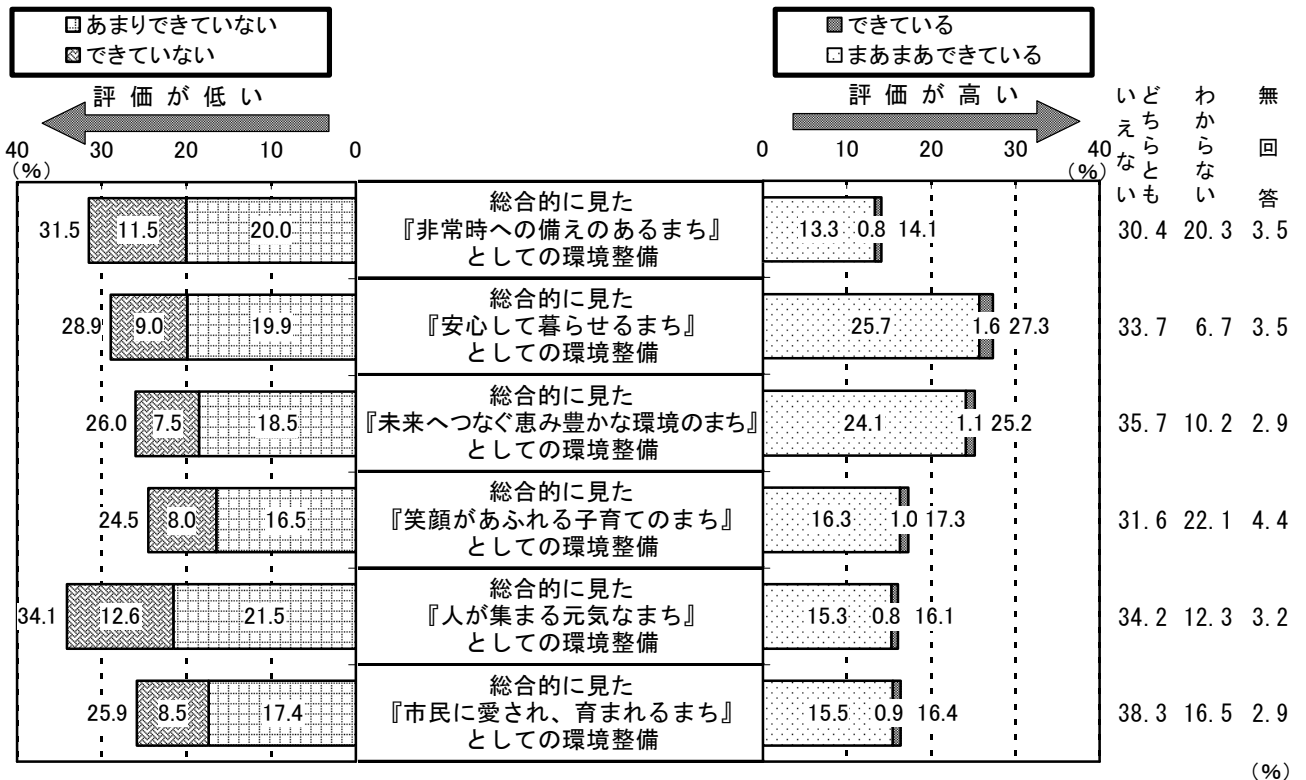 あまりできていない
できていない
できている
まあまあできている
評価が低い
評価が高い
どちらともいえない
わからない
無回答
40 30 20 10 0
(%)
0 10 20 30 40
(%)
総合的に見た
『非常時への備えのあるまち』
としての環境整備
31.5 11.5 20.0
13.3 0.8 14.1
30.4 20.3 3.5
総合的に見た
『安心して暮らせるまち』
としての環境整備
28.9 9.0 19.9
25.7 1.6 27.3
33.7 6.7 3.5
総合的に見た
『未来へつなぐ恵み豊かな環境のまち』
としての環境整備
26.0 7.5 18.5
24.1 1.1 25.2
35.7 10.2 2.9
総合的に見た
『笑顔があふれる子育てのまち』
としての環境整備
24.5 8.0 16.5
16.3 1.0 17.3
31.6 22.1 4.4
総合的に見た
『人が集まる元気なまち』
としての環境整備
34.1 12.6 21.5
15.3 0.8 16.1
34.2 12.3 3.2
総合的に見た
『市民に愛され、育まれるまち』
としての環境整備
25.9 8.5 17.4
15.5 0.9 16.4
38.3 16.5 2.9
(%)